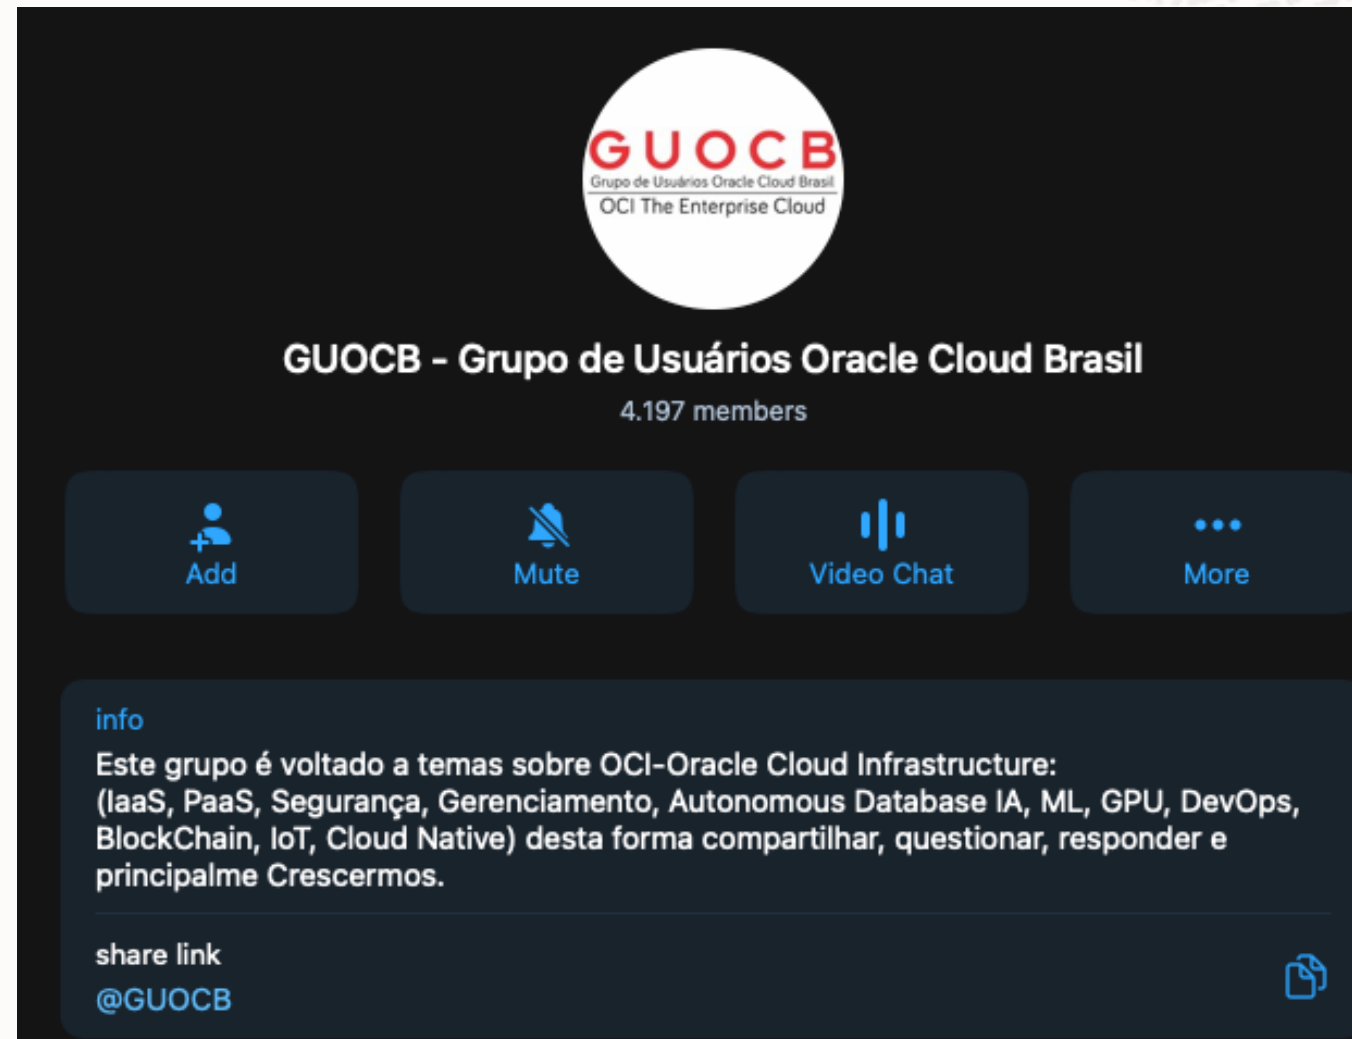 GUOCB
Grupo de Usuários Oracle Cloud Brasil
OCI The Enterprise Cloud
GUOCB - Grupo de Usuários Oracle Cloud Brasil
4.197 members
Add
Mute
Video Chat
More
info
Este grupo é voltado a temas sobre OCI-Oracle Cloud Infrastructure:
(IaaS, PaaS, Segurança, Gerenciamento, Autonomous Database IA, ML, GPU, DevOps,
BlockChain, IoT, Cloud Native) desta forma compartilhar, questionar, responder e
principalme Crescermos.
share link
@GUOCB